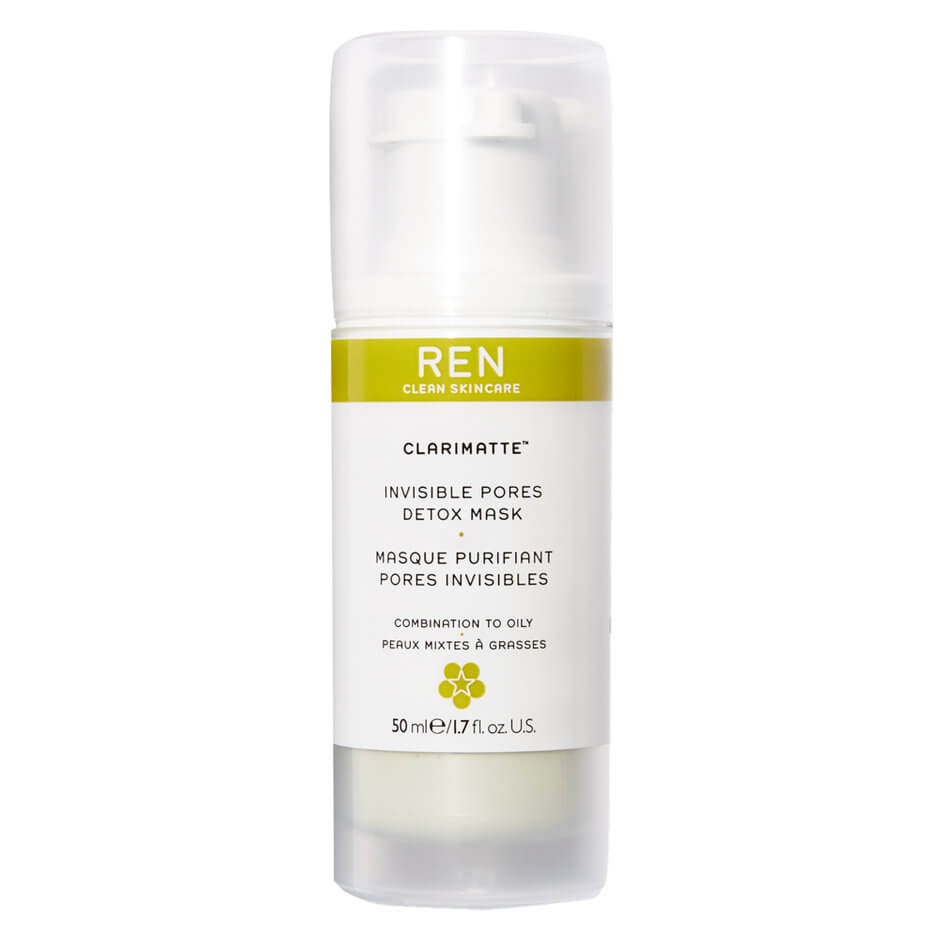 REN
CLEAN SKINCARE
CLARIMATTE™
INVISIBLE PORES
DETOX MASK
MASQUE PURIFIANT
PORES INVISIBLES
COMBINATION TO OILY
PEAUX MIXTES À GRASSES
50 ml℮/1.7 fl. oz. U.S.